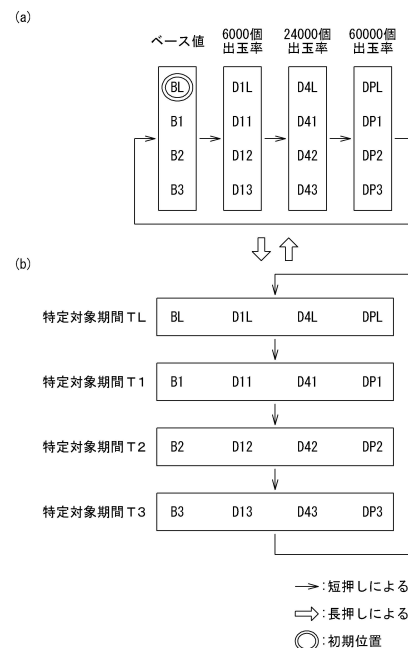 (a)
ベース値 6000個出玉率 24000個出玉率 60000個出玉率
BL D1L D4L DPL
B1 D11 D41 DP1
B2 D12 D42 DP2
B3 D13 D43 DP3
(b)
特定対象期間TL BL D1L D4L DPL
特定対象期間T1 B1 D11 D41 DP1
特定対象期間T2 B2 D12 D42 DP2
特定対象期間T3 B3 D13 D43 DP3
:短押しによる
:長押しによる
:初期位置